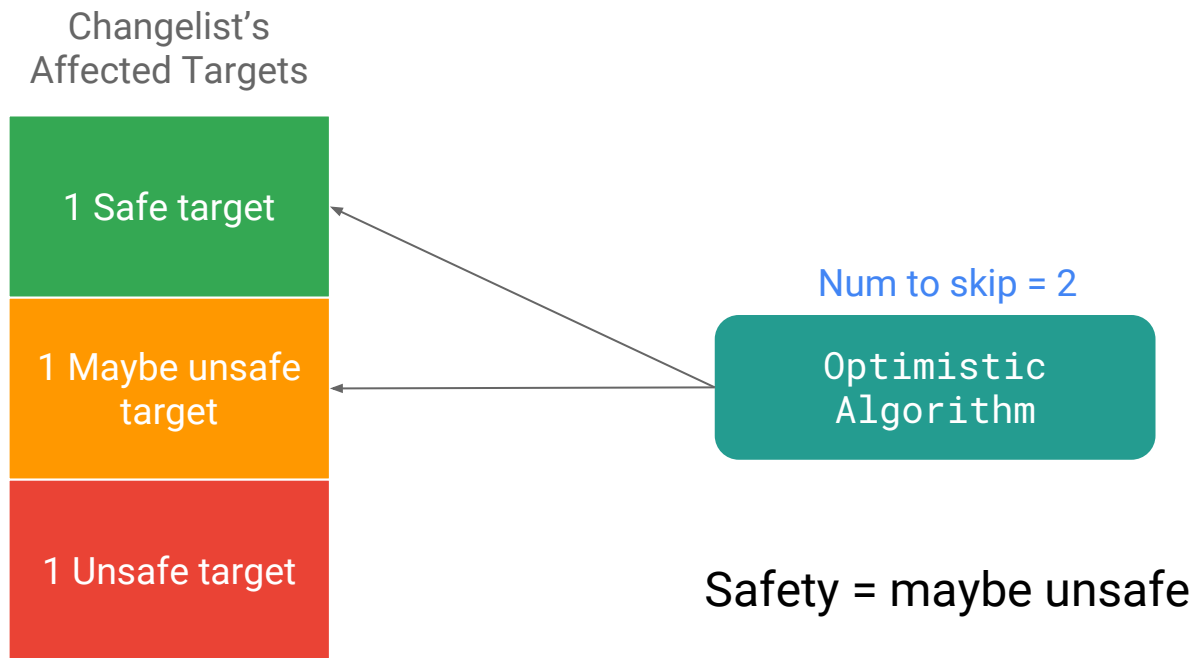 Changelist's
Affected Targets
1 Safe target
1 Maybe unsafe
target
1 Unsafe target
Num to skip = 2
Optimistic
Algorithm
Safety = maybe unsafe